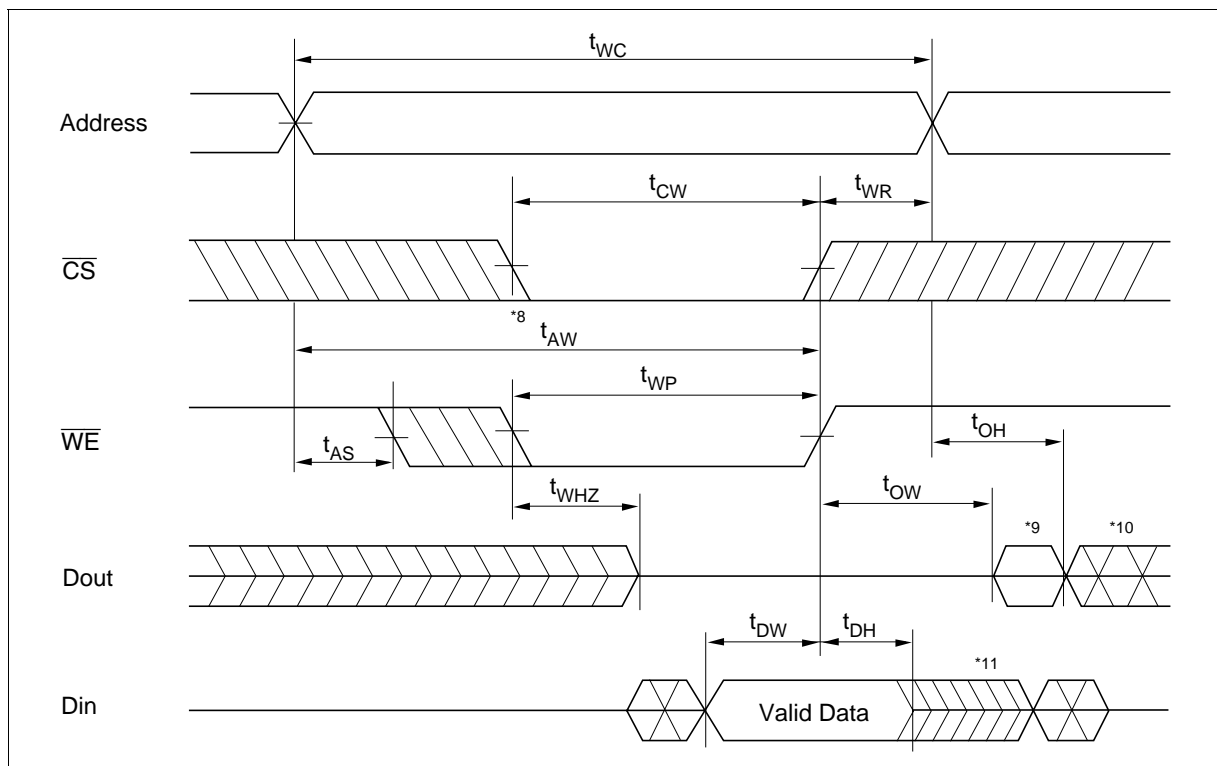 tWC
Address
tCW
tWR
CS
*8
tAW
tWP
WE
tAS
tOH
tWHZ
tOW
*9
*10
Dout
tDW
tDH
*11
Din
Valid Data